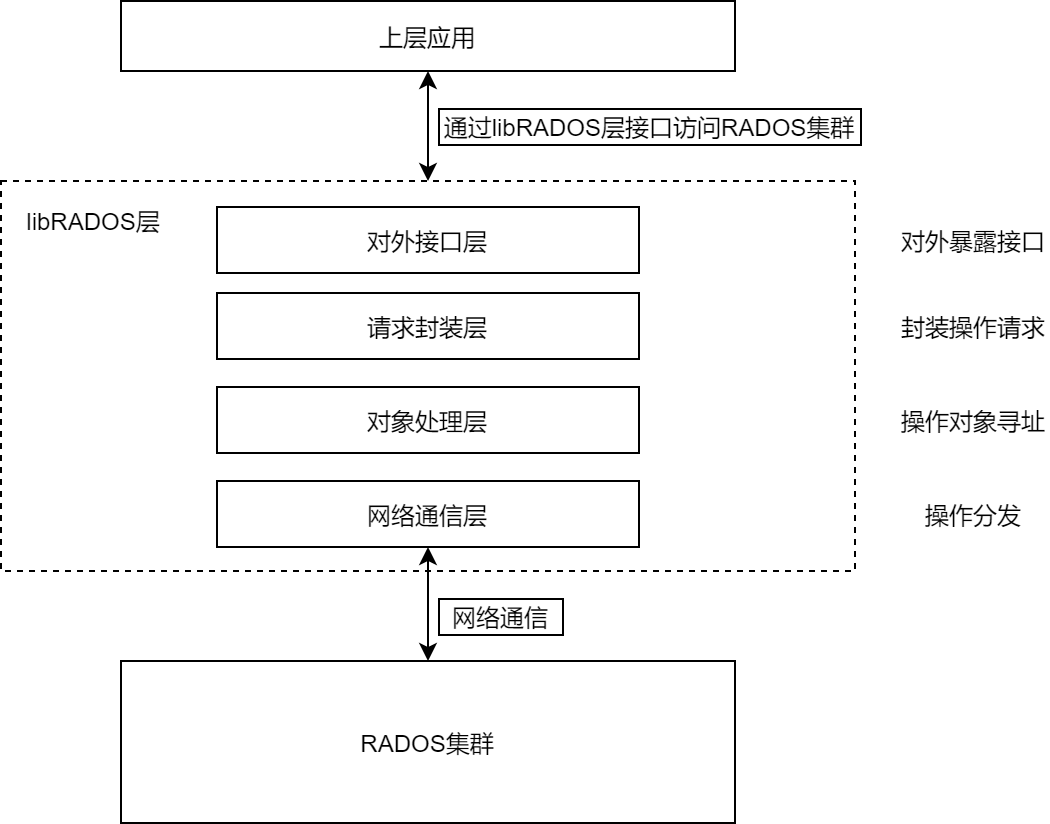 上层应用
通过libRADOS层接口访问RADOS集群
libRADOS层
对外接口层
对外暴露接口
请求封装层
封装操作请求
对象处理层
操作对象寻址
网络通信层
操作分发
网络通信
RADOS集群